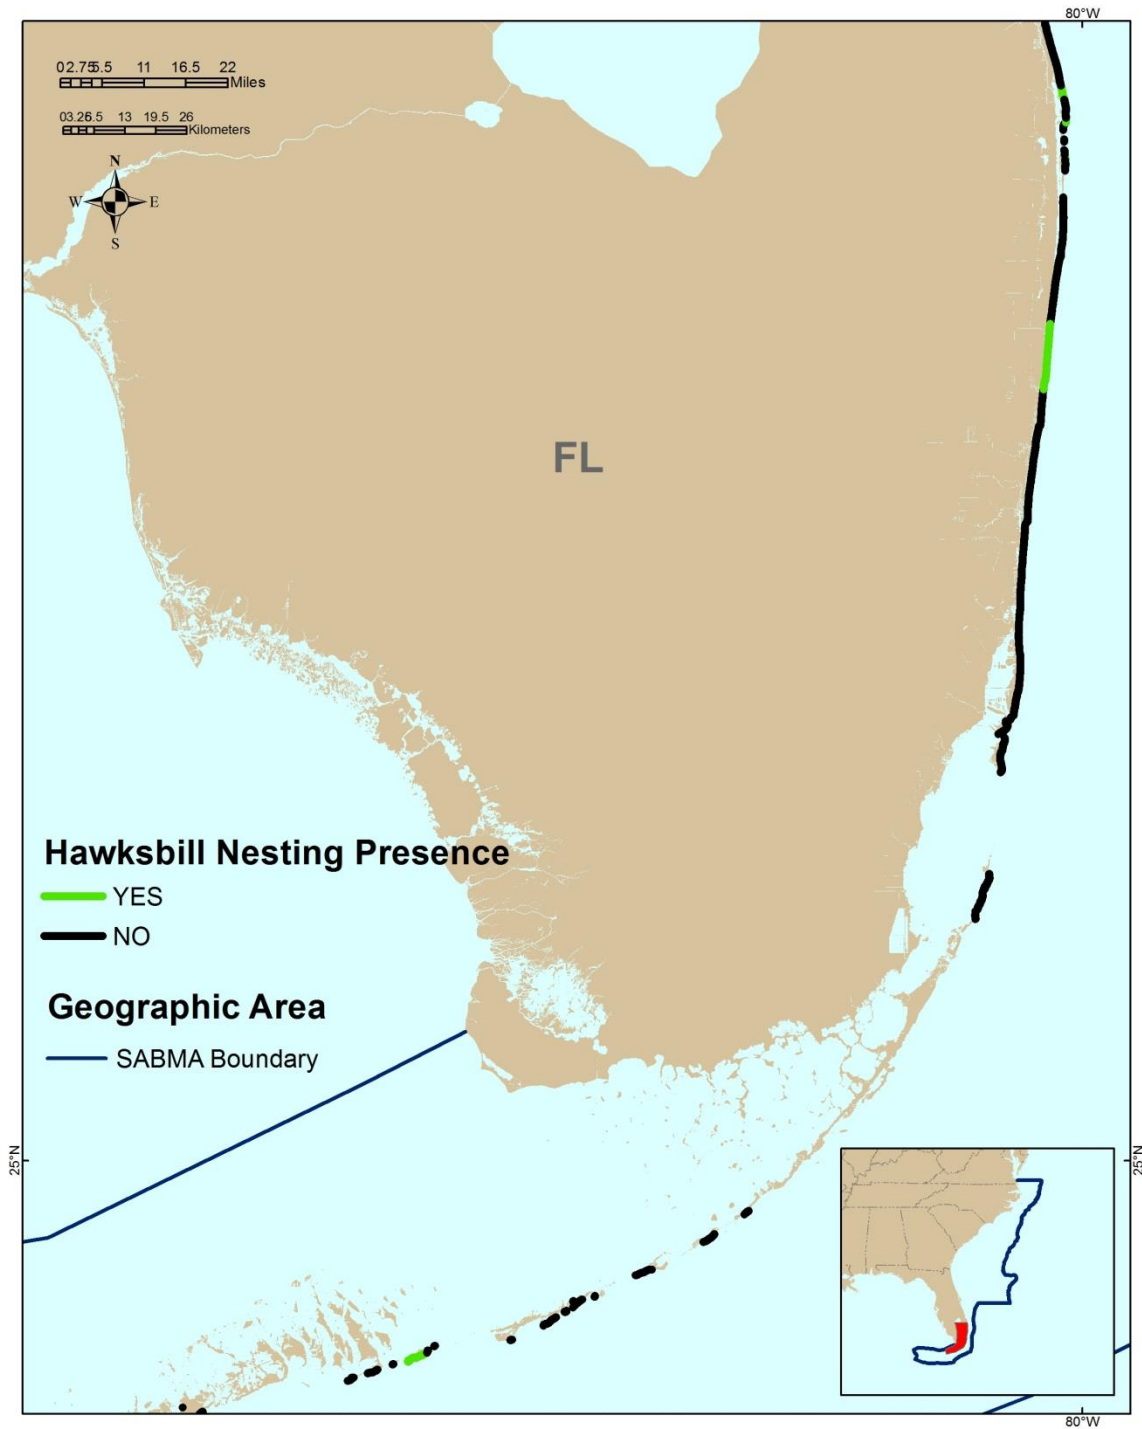 80°W
0 2.75 5.5 11 16.5 22
Miles
0 3.25 6.5 13 19.5 26
Kilometers
N
W E
S
FL
Hawksbill Nesting Presence
YES
NO
Geographic Area
SABMA Boundary
25°N 25°N
80°W